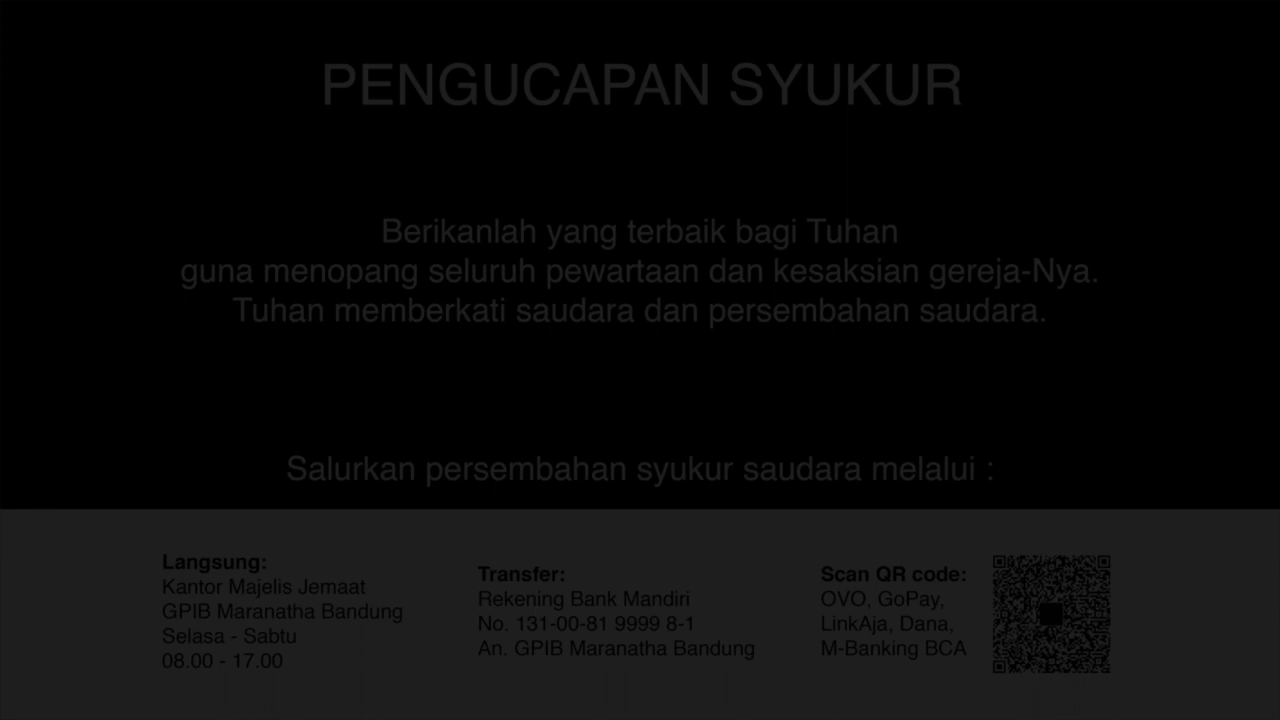 PENGUCAPAN SYUKUR
Berikanlah yang terbaik bagi Tuhan
guna menopang seluruh pewartaan dan kesaksian gereja-Nya.
Tuhan memberkati saudara dan persembahan saudara.
Salurkan persembahan syukur saudara melalui :
Langsung:
Kantor Majelis Jemaat
GPIB Maranatha Bandung
Selasa - Sabtu
08.00 - 17.00
Transfer:
Rekening Bank Mandiri
No. 131-00-81 9999 8-1
An. GPIB Maranatha Bandung
Scan QR code:
OVO, GoPay,
LinkAja, Dana,
M-Banking BCA